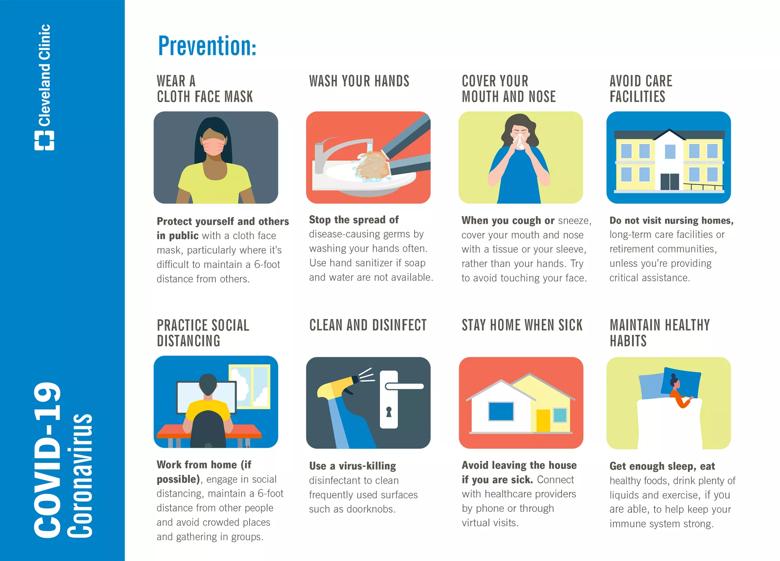 Cleveland Clinic
COVID-19
Coronavirus
Prevention:
WEAR A
CLOTH FACE MASK
Protect yourself and others
in public with a cloth face
mask, particularly where it's
difficult to maintain a 6-foot
distance from others.
WASH YOUR HANDS
Stop the spread of
disease-causing germs by
washing your hands often.
Use hand sanitizer if soap
and water are not available.
COVER YOUR
MOUTH AND NOSE
When you cough or sneeze,
cover your mouth and nose
with a tissue or your sleeve,
rather than your hands. Try
to avoid touching your face.
AVOID CARE
FACILITIES
Do not visit nursing homes,
long-term care facilities or
retirement communities,
unless you're providing
critical assistance.
PRACTICE SOCIAL
DISTANCING
Work from home (if
possible), engage in social
distancing, maintain a 6-foot
distance from other people
and avoid crowded places
and gathering in groups.
CLEAN AND DISINFECT
Use a virus-killing
disinfectant to clean
frequently used surfaces
such as doorknobs.
STAY HOME WHEN SICK
Avoid leaving the house
if you are sick. Connect
with healthcare providers
by phone or through
virtual visits.
MAINTAIN HEALTHY
HABITS
Get enough sleep, eat
healthy foods, drink plenty of
liquids and exercise, if you
are able, to help keep your
immune system strong.